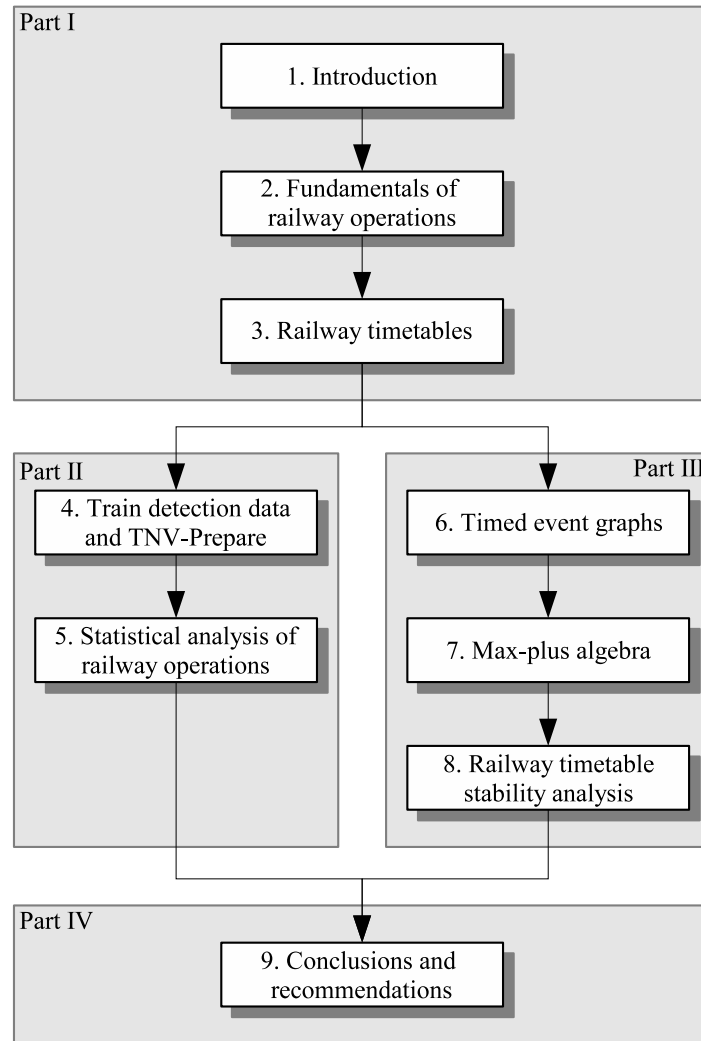 Part I
1. Introduction
2. Fundamentals of
railway operations
3. Railway timetables
Part II
4. Train detection data
and TNV-Prepare
5. Statistical analysis of
railway operations
Part III
6. Timed event graphs
7. Max-plus algebra
8. Railway timetable
stability analysis
Part IV
9. Conclusions and
recommendations